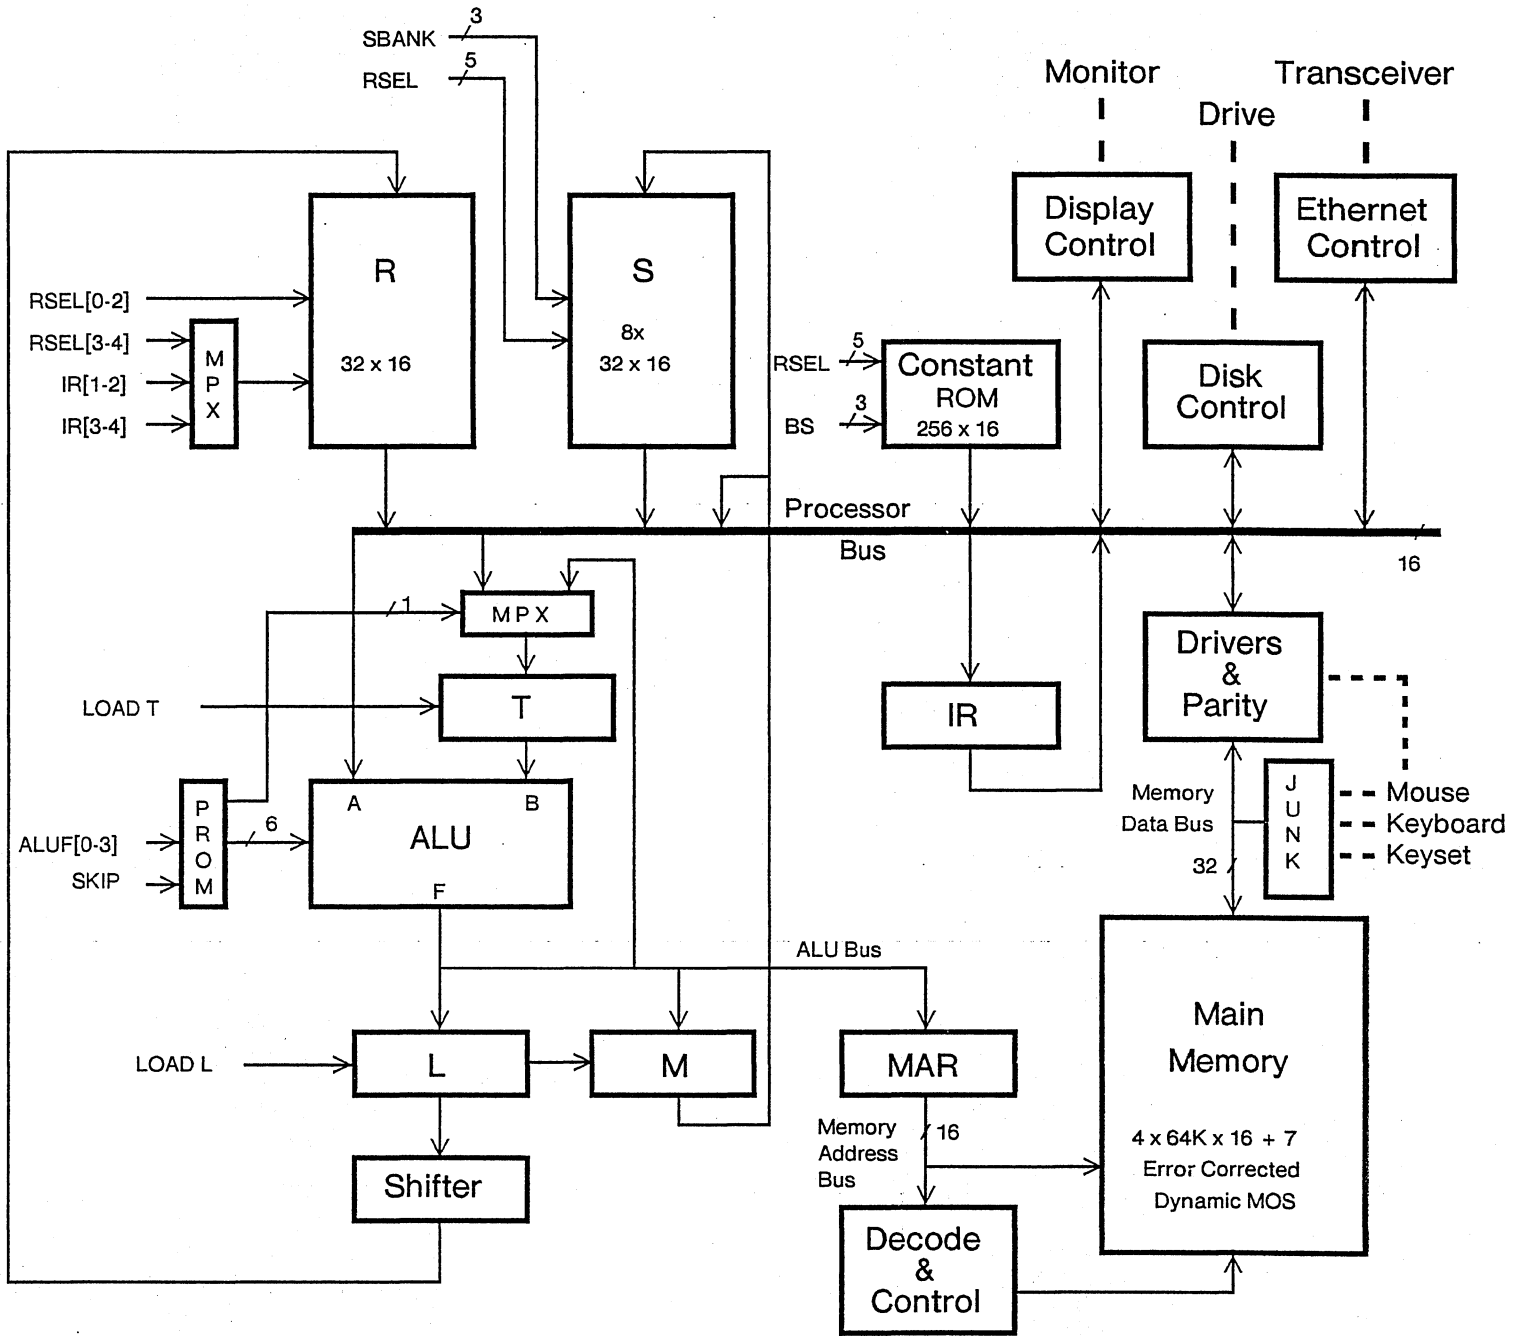 SBANK
3
RSEL
5
Monitor
Transceiver
Drive
R
32 x 16
S
8x
32 x 16
Display
Control
Ethernet
Control
RSEL[0-2]
RSEL[3-4]
IR[1-2]
IR[3-4]
M
P
X
RSEL
5
BS
3
Constant
ROM
256 x 16
Disk
Control
Processor
Bus
16
1
MPX
LOAD T
T
IR
Drivers
&
Parity
ALUF[0-3]
SKIP
P
R
O
M
6
A
B
ALU
F
Memory
Data Bus
32
J
U
N
K
Mouse
Keyboard
Keyset
ALU Bus
LOAD L
L
M
MAR
Main
Memory
4 x 64K x 16 + 7
Error Corrected
Dynamic MOS
Memory
Address
Bus
16
Shifter
Decode
&
Control